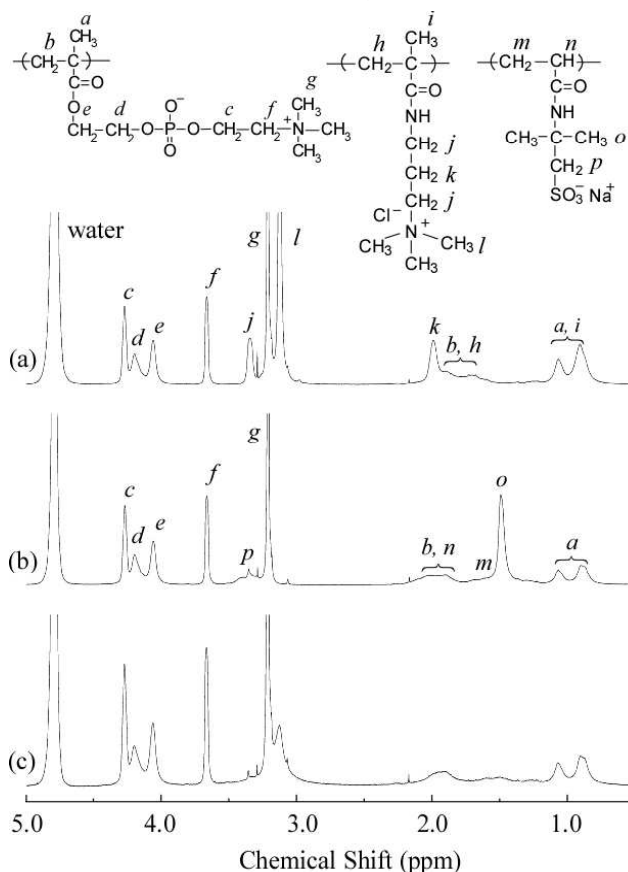 b a
CH₃
—(CH₂—C)—
C=O
O
e d
CH₂—CH₂—O—P—O—CH₂—CH₂—N⁺—CH₃
O⁻
O
c f
g
CH₃
CH₃
h i
CH₃
—(CH₂—C)—
C=O
NH
CH₂ j
CH₂ k
CH₂ j
Cl⁻
N⁺
CH₃ CH₃ l
CH₃
m n
—(CH₂—CH)—
C=O
NH
CH₃—C—CH₃ o
CH₂ p
SO₃⁻ Na⁺
water
c d e f j g l k b, h a, i
(a)
c d e f p g b, n m o a
(b)
(c)
5.0 4.0 3.0 2.0 1.0
Chemical Shift (ppm)